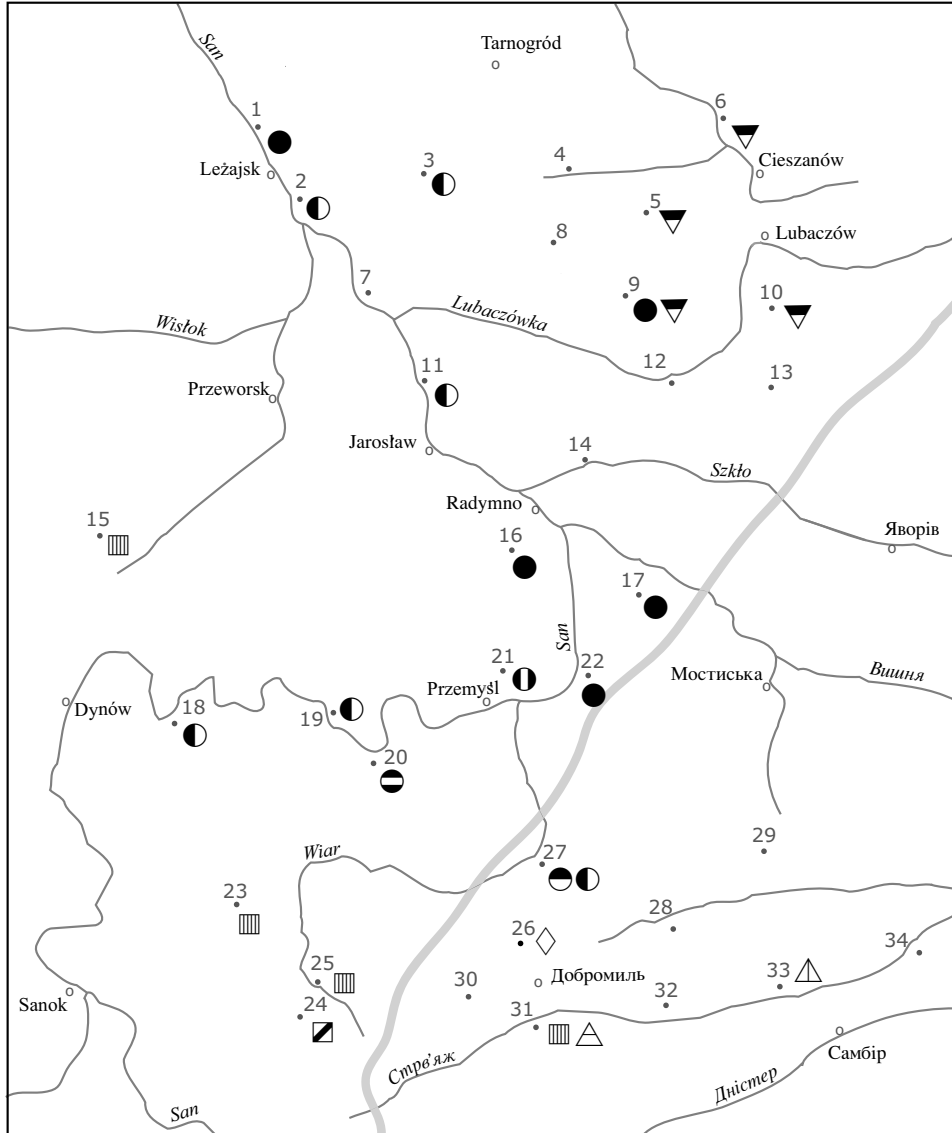 San
Tarnogród
1
6
Leżajsk
3
4
Cieszanów
2
5
8
Lubaczów
7
9
10
Wisłok
Lubaczówka
11
12
13
Przeworsk
Jarosław
14
Szkło
Radymno
15
16
Яворів
17
San
21
22
Мостиська
Вишня
Przemyśl
Dynów
18
19
20
29
Wiar
27
23
28
26
34
25
30
Добромиль
33
Sanok
24
31
32
Стрв'яж
Самбір
Дністер
San